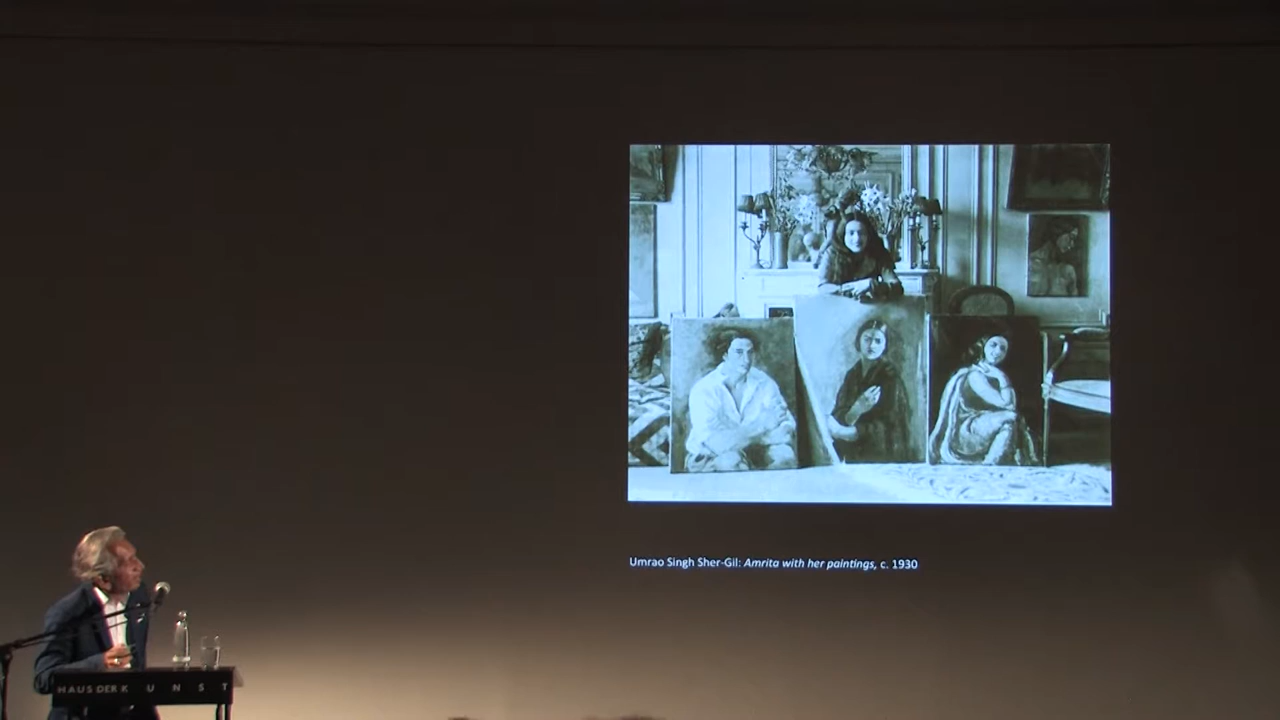 Umrao Singh Sher-Gil: Amrita with her paintings, c. 1930
HAUS DER K U N S T